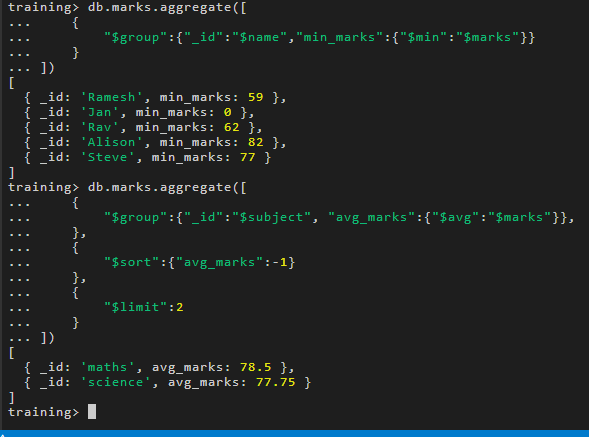 training> db.marks.aggregate([
... {
... "$group":{"_id":"$name","min_marks":{"$min":"$marks"}}
... }
... ])
[
{ _id: 'Ramesh', min_marks: 59 },
{ _id: 'Jan', min_marks: 0 },
{ _id: 'Rav', min_marks: 62 },
{ _id: 'Alison', min_marks: 82 },
{ _id: 'Steve', min_marks: 77 }
]
training> db.marks.aggregate([
... {
... "$group":{"_id":"$subject", "avg_marks":{"$avg":"$marks"}},
... },
... {
... "$sort":{"avg_marks":-1}
... },
... {
... "$limit":2
... }
... ])
[
{ _id: 'maths', avg_marks: 78.5 },
{ _id: 'science', avg_marks: 77.75 }
]
training>